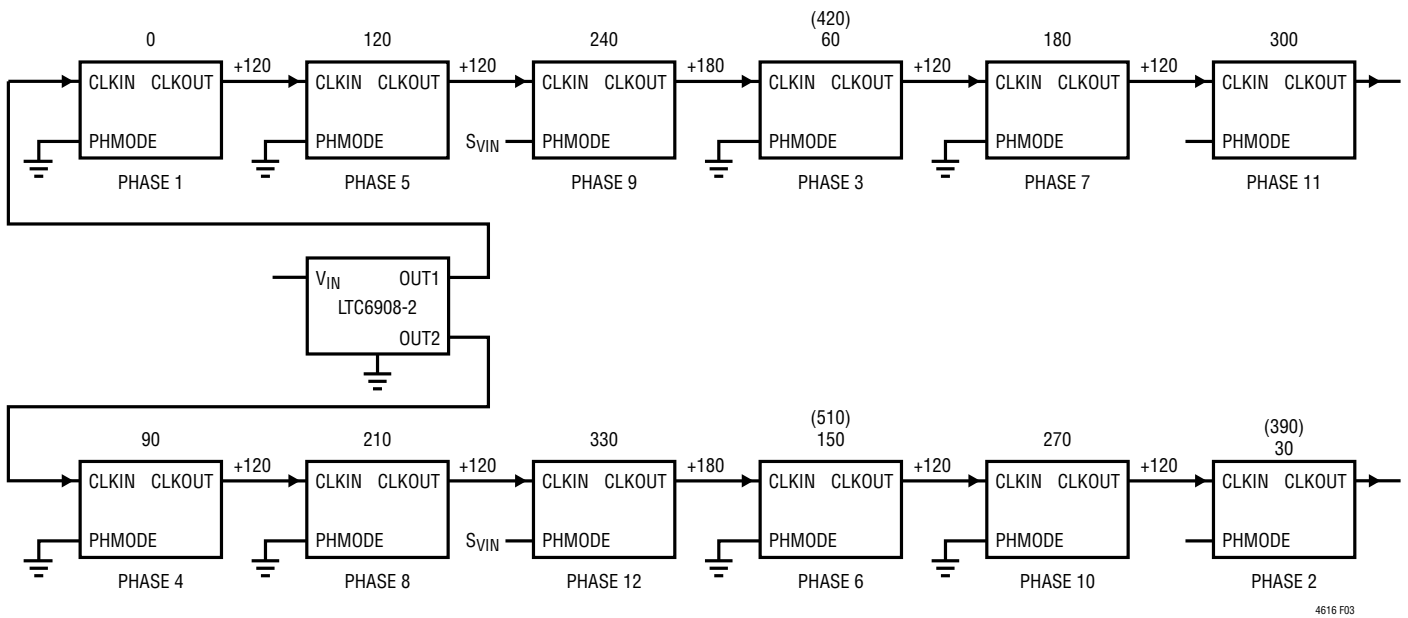 (420)
0 120 240 60 180 300
+120 +120 +180 +120 +120
CLKIN CLKOUT CLKIN CLKOUT CLKIN CLKOUT CLKIN CLKOUT CLKIN CLKOUT CLKIN CLKOUT
PHMODE PHMODE SVIN PHMODE PHMODE PHMODE PHMODE
PHASE 1 PHASE 5 PHASE 9 PHASE 3 PHASE 7 PHASE 11
VIN OUT1
LTC6908-2
OUT2
(510) (390)
90 210 330 150 270 30
+120 +120 +180 +120 +120
CLKIN CLKOUT CLKIN CLKOUT CLKIN CLKOUT CLKIN CLKOUT CLKIN CLKOUT CLKIN CLKOUT
PHMODE PHMODE SVIN PHMODE PHMODE PHMODE PHMODE
PHASE 4 PHASE 8 PHASE 12 PHASE 6 PHASE 10 PHASE 2
4616 F03